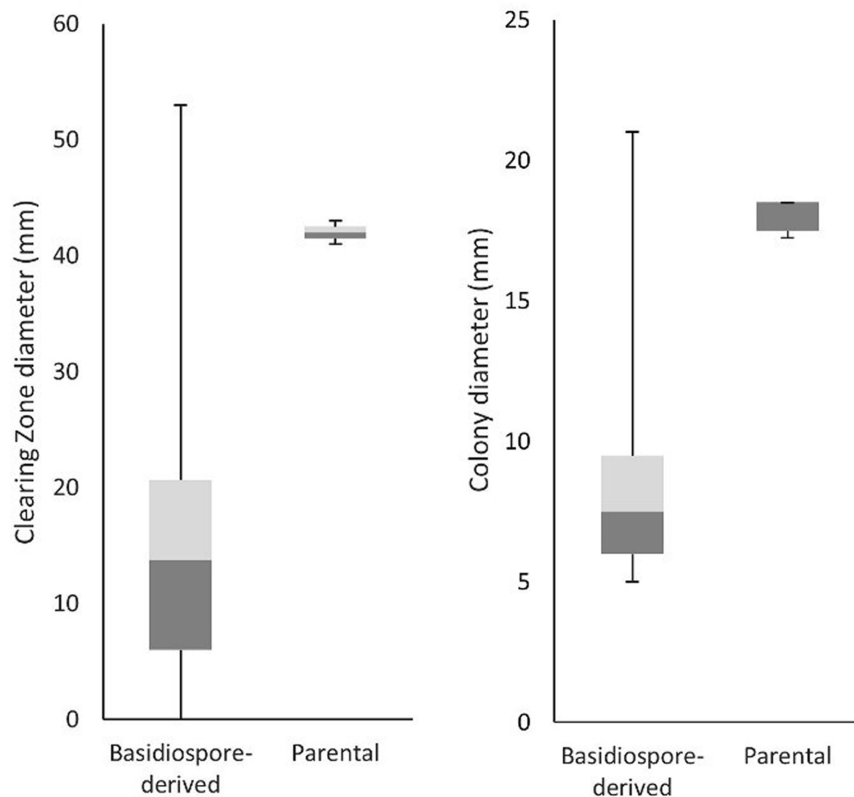 Clearing Zone diameter (mm)
60
50
40
30
20
10
0
Basidiospore-
derived
Parental
Colony diameter (mm)
25
20
15
10
5
0
Basidiospore-
derived
Parental